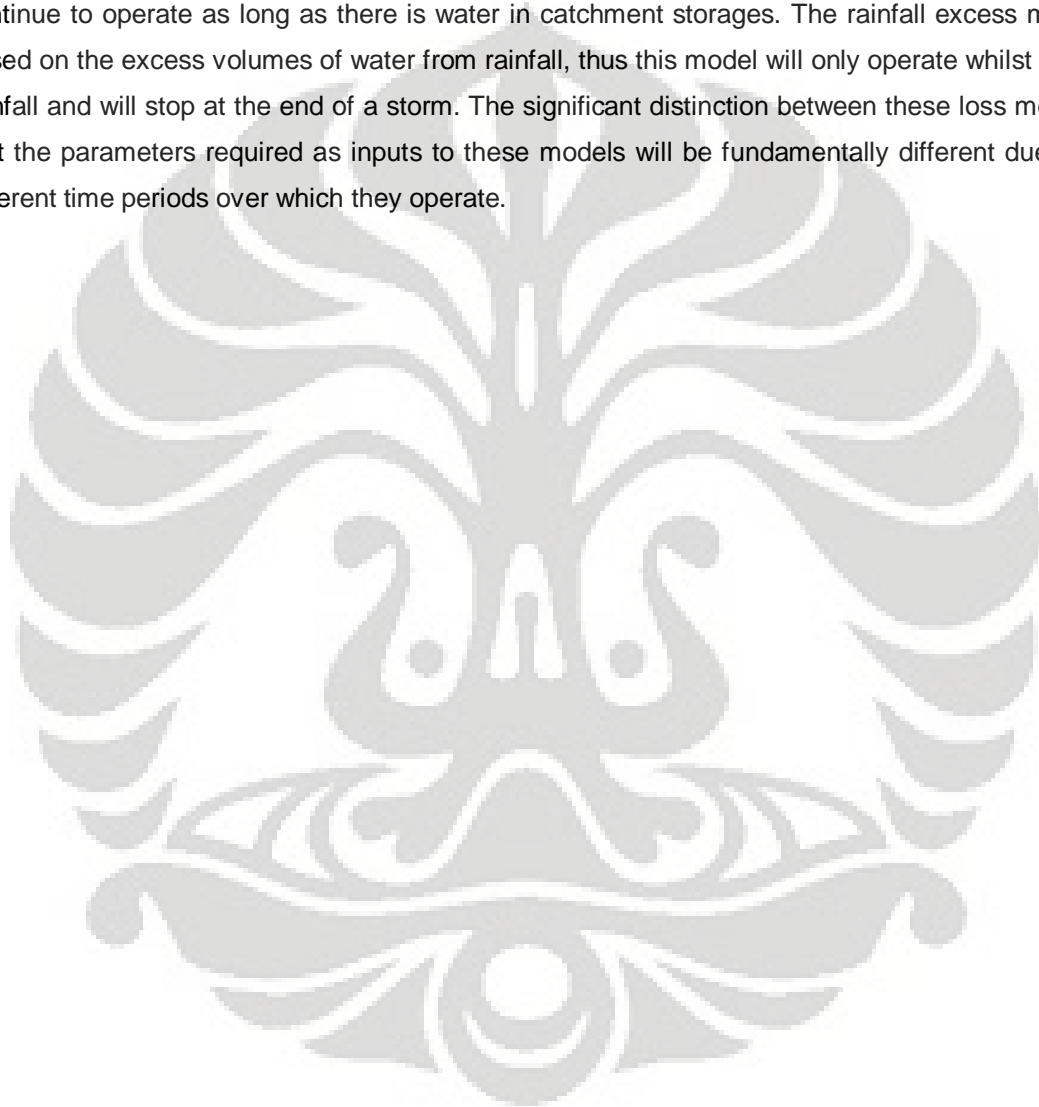 ntinue to operate as long as there is water in catchment storages. The rainfall excess m
sed on the excess volumes of water from rainfall, thus this model will only operate whilst
nfall and will stop at the end of a storm. The significant distinction between these loss mo
t the parameters required as inputs to these models will be fundamentally different due
erent time periods over which they operate.